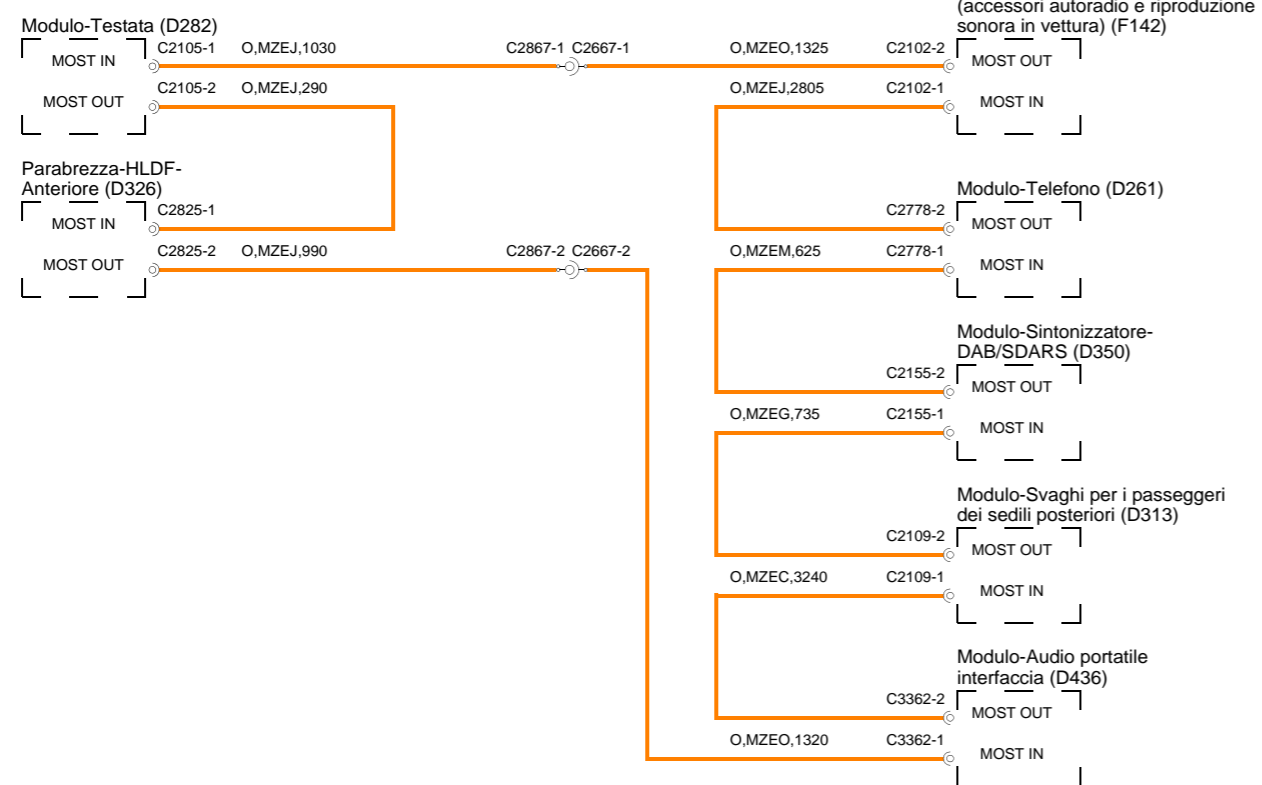 (accessori autoradio e riproduzione
sonora in vettura) (F142)
Modulo-Testata (D282)
MOST IN
C2105-1 O,MZEJ,1030 C2867-1 C2667-1 O,MZEO,1325 C2102-2
MOST OUT
MOST OUT
C2105-2 O,MZEJ,290
O,MZEJ,2805 C2102-1
MOST IN
Parabrezza-HLDF-
Anteriore (D326)
C2825-1
MOST IN
Modulo-Telefono (D261)
C2778-2
MOST OUT
MOST OUT
C2825-2 O,MZEJ,990 C2867-2 C2667-2
O,MZEM,625 C2778-1
MOST IN
Modulo-Sintonizzatore-
DAB/SDARS (D350)
C2155-2
MOST OUT
O,MZEG,735 C2155-1
MOST IN
Modulo-Svaghi per i passeggeri
dei sedili posteriori (D313)
C2109-2
MOST OUT
O,MZEC,3240 C2109-1
MOST IN
Modulo-Audio portatile
interfaccia (D436)
C3362-2
MOST OUT
O,MZEO,1320 C3362-1
MOST IN